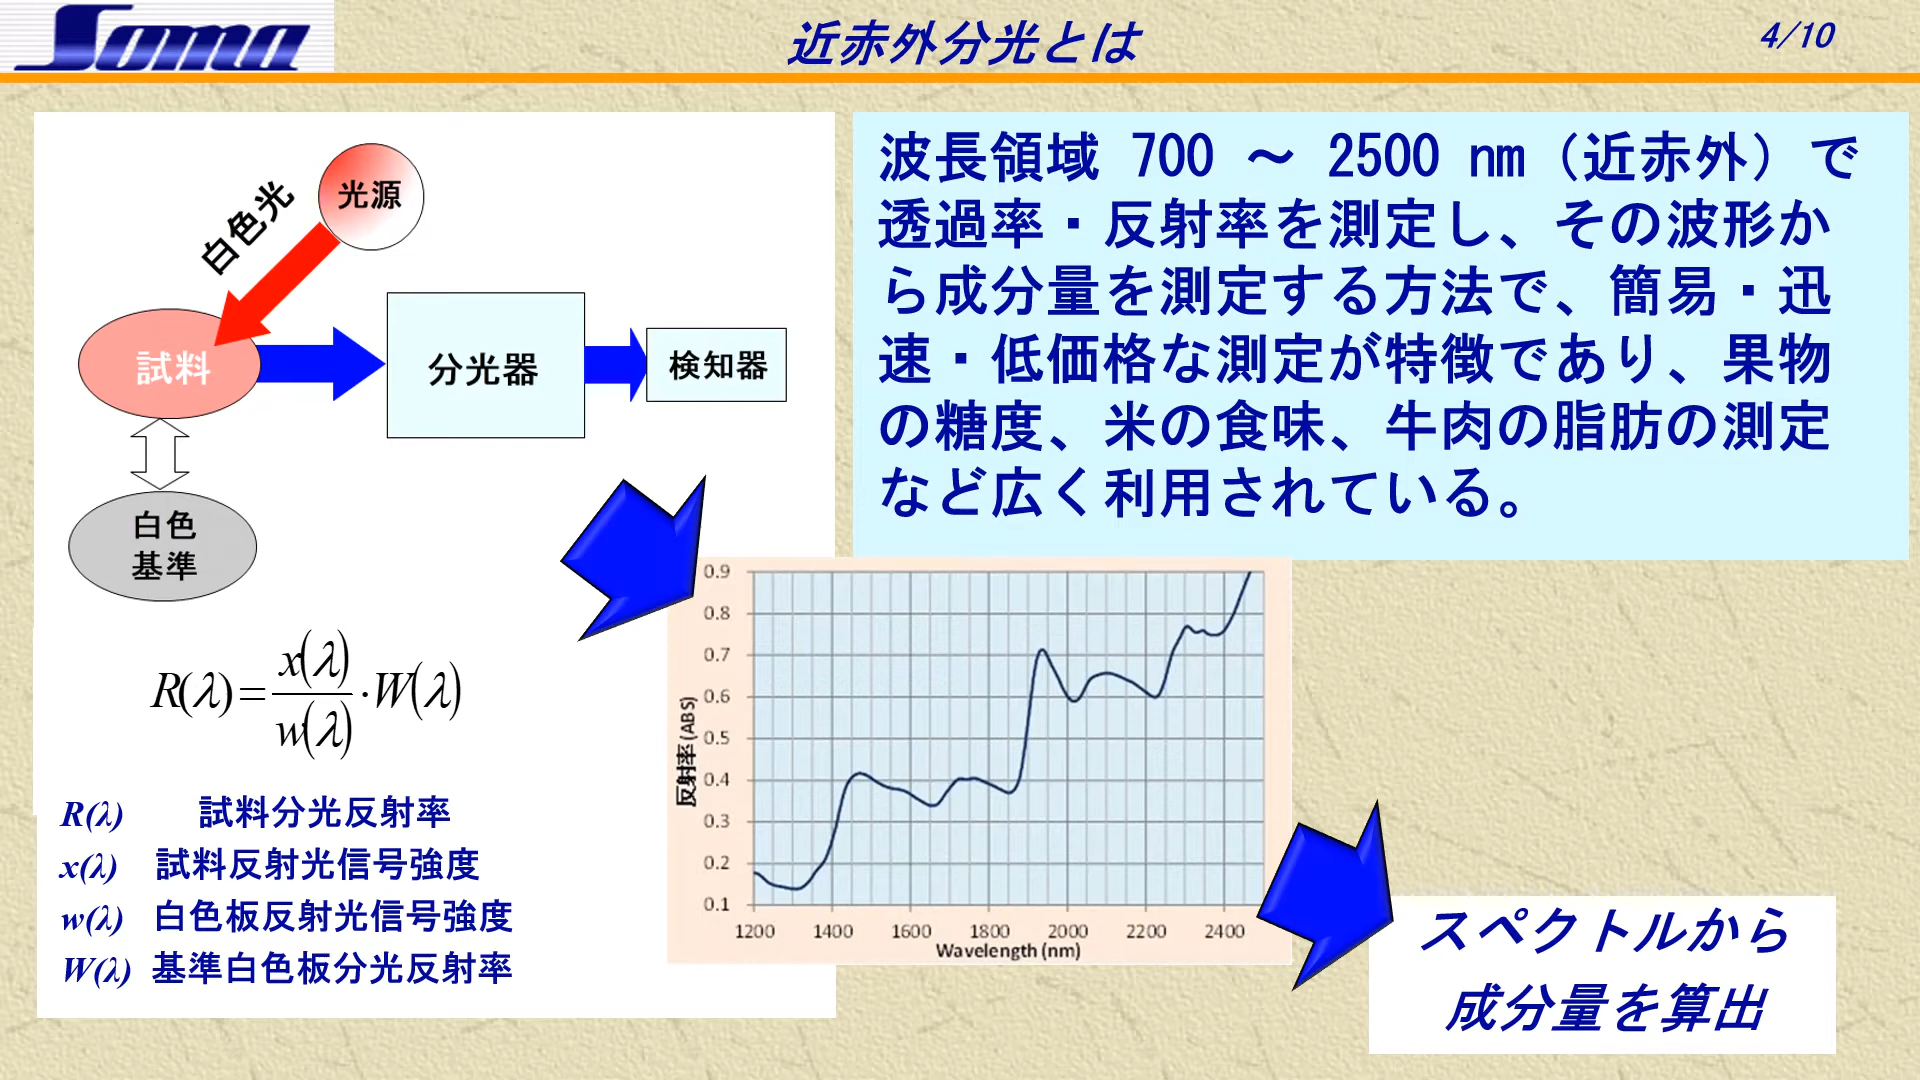 Soma
近赤外分光とは
4/10
光源
白色光
試料
分光器
検知器
白色
基準
R(λ)=x(λ)/w(λ)·W(λ)
R(λ) 試料分光反射率
x(λ) 試料反射光信号強度
w(λ) 白色板反射光信号強度
W(λ) 基準白色板分光反射率
波長領域 700 ～ 2500 nm（近赤外）で
透過率・反射率を測定し、その波形か
ら成分量を測定する方法で、簡易・迅
速・低価格な測定が特徴であり、果物
の糖度、米の食味、牛肉の脂肪の測定
など広く利用されている。
0.9
0.8
0.7
0.6
0.5
0.4
0.3
0.2
0.1
反射率(ABS)
1200 1400 1600 1800 2000 2200 2400
Wavelength (nm)
スペクトルから
成分量を算出